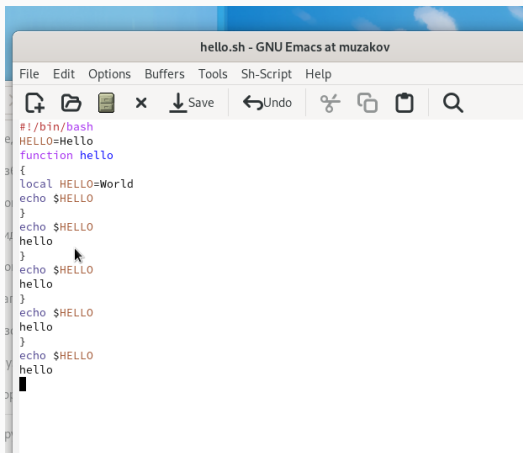 hello.sh - GNU Emacs at muzakov
File Edit Options Buffers Tools Sh-Script Help
Save Undo
#!/bin/bash
HELLO=Hello
function hello
{
local HELLO=World
echo $HELLO
}
echo $HELLO
hello
}
echo $HELLO
hello
}
echo $HELLO
hello
}
echo $HELLO
hello